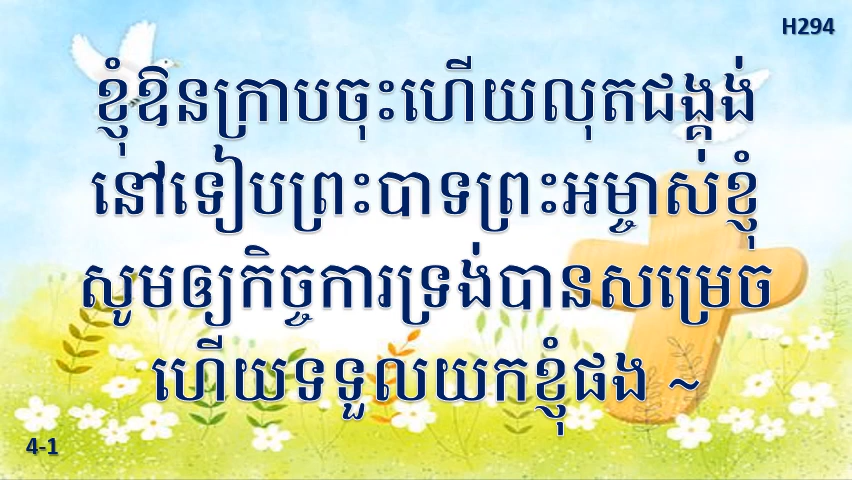 H294
ខ្ញុំឱនក្រាបចុះហើយលុតជង្គង់
នៅទៀបព្រះបាទព្រះអម្ចាស់ខ្ញុំ
សូមឲ្យកិច្ចការទ្រង់បានសម្រេច
ហើយទទួលយកខ្ញុំផង ~
4-1